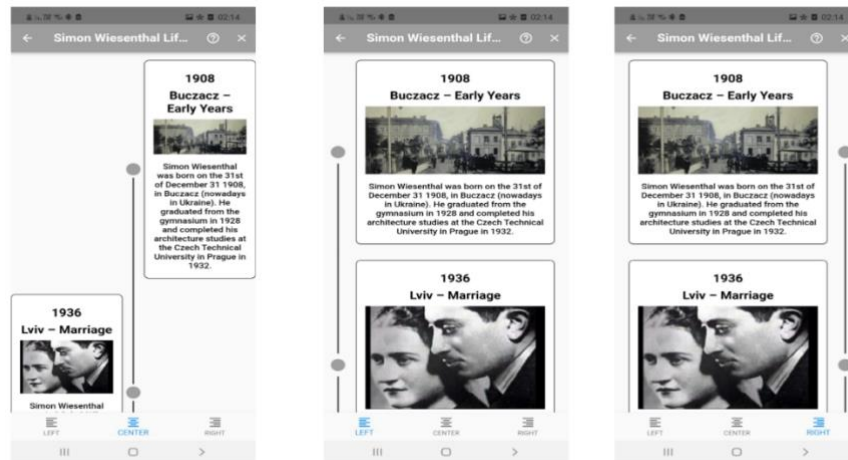 02:14
Simon Wiesenthal Lif...
1908
Buczacz –
Early Years
Simon Wiesenthal
was born on the 31st
of December 31 1908,
in Buczacz (nowadays
in Ukraine). He
graduated from the
gymnasium in 1928
and completed his
architecture studies at
the Czech Technical
University in Prague in
1932.
1936
Lviv – Marriage
Simon Wiesenthal
LEFT
CENTER
RIGHT
02:14
Simon Wiesenthal Lif...
1908
Buczacz – Early Years
Simon Wiesenthal was born on the 31st of
December 31 1908, in Buczacz (nowadays
in Ukraine). He graduated from the
gymnasium in 1928 and completed his
architecture studies at the Czech Technical
University in Prague in 1932.
1936
Lviv – Marriage
LEFT
CENTER
RIGHT
02:14
Simon Wiesenthal Lif...
1908
Buczacz – Early Years
Simon Wiesenthal was born on the 31st of
December 31 1908, in Buczacz (nowadays
in Ukraine). He graduated from the
gymnasium in 1928 and completed his
architecture studies at the Czech Technical
University in Prague in 1932.
1936
Lviv – Marriage
LEFT
CENTER
RIGHT